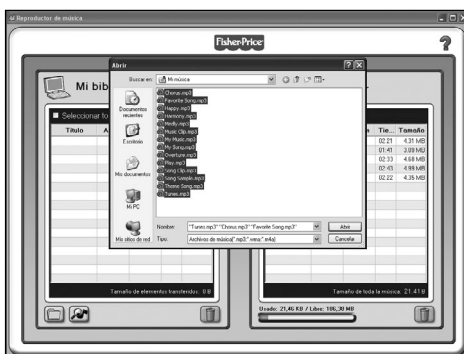 Reproductor de música
Fisher-Price
?
Mi bib
Abrir
Buscar en: Mi música
Documentos recientes
Escritorio
Mis documentos
Mi PC
Mis sitios de red
Chorus.mp3
Favorite Song.mp3
Happy.mp3
Harmony.mp3
Medly.mp3
Music Clip.mp3
My Music.mp3
My Song.mp3
Overture.mp3
Play.mp3
Song Clip.mp3
Song Sample.mp3
Theme Song.mp3
Tunes.mp3
Nombre: "Tunes.mp3" "Chorus.mp3" "Favorite Song.mp3"
Abrir
Tipo: Archivos de música(*.mp3;*.wma;*.m4a)
Cancelar
Seleccionar to
Título A
n Tie... Tamaño
02:21 4.31 MB
01:41 3.09 MB
02:33 4.68 MB
02:43 4.99 MB
02:22 4.35 MB
Tamaño de elementos transferidos: 0 B
Tamaño de toda la música: 21.41 B
Usado: 21,46 KB / Libre: 186,30 MB